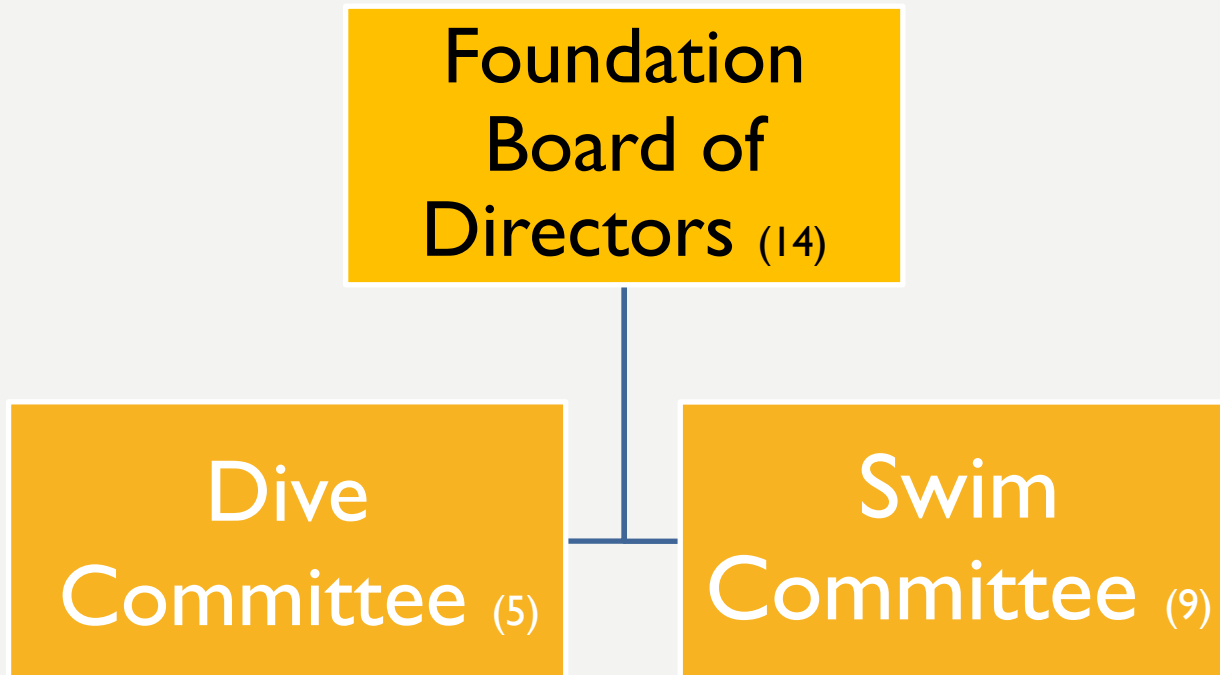 Foundation
Board of
Directors (14)
Dive
Committee (5)
Swim
Committee (9)